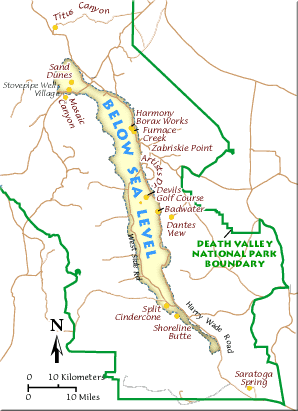 Titus Canyon
Sand
Dunes
Stovepipe Wells
Village
Mosaic
Canyon
Harmony
Borax Works
Furnace
Creek
Zabriskie Point
BELOW SEA LEVEL
Artists Dr
Devils
Golf Course
Badwater
Dantes
View
West Side Rd
DEATH VALLEY
NATIONAL PARK
BOUNDARY
Split
Cindercone
Harry Wade Road
Shoreline
Butte
Saratoga
Spring
N
0 10 Kilometers
0 10 Miles